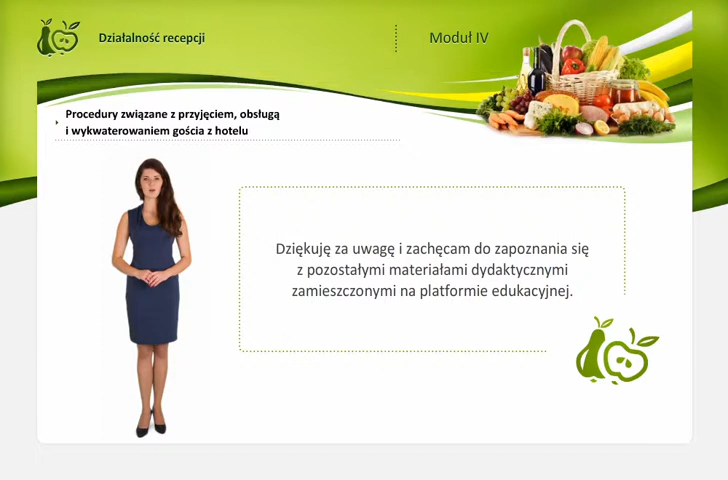 Działalność recepcji
Moduł IV
Procedury związane z przyjęciem, obsługą
i wykwaterowaniem gościa z hotelu
Dziękuję za uwagę i zachęcam do zapoznania się
z pozostałymi materiałami dydaktycznymi
zamieszczonymi na platformie edukacyjnej.